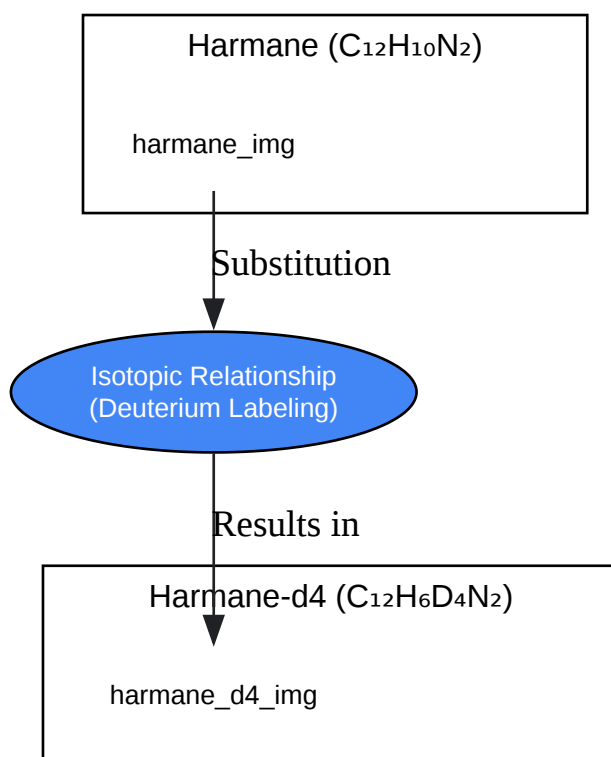 Harmane (C₁₂H₁₀N₂)
harmane_img
Substitution
Isotopic Relationship
(Deuterium Labeling)
Results in
Harmane-d4 (C₁₂H₆D₄N₂)
harmane_d4_img